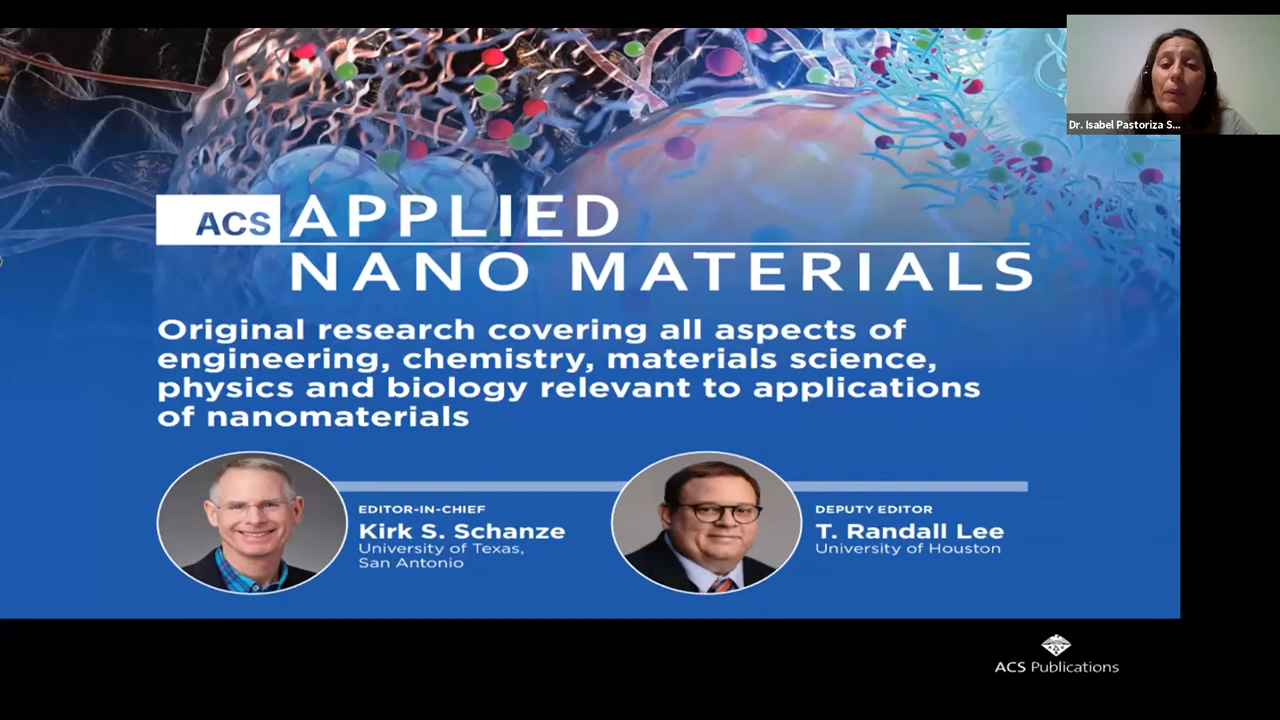 Dr. Isabel Pastoriza S...
ACS APPLIED
NANO MATERIALS
Original research covering all aspects of
engineering, chemistry, materials science,
physics and biology relevant to applications
of nanomaterials
EDITOR-IN-CHIEF
Kirk S. Schanze
University of Texas,
San Antonio
DEPUTY EDITOR
T. Randall Lee
University of Houston
ACS Publications